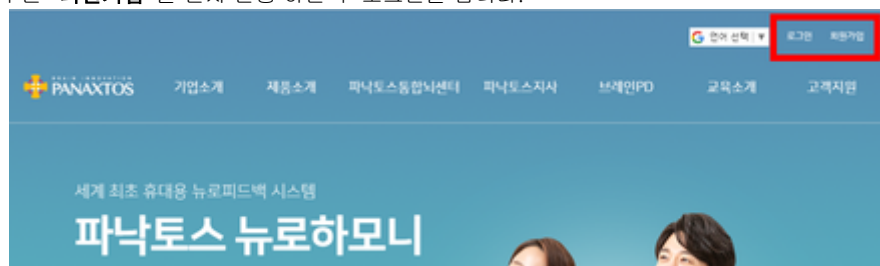 언어 선택 | ▼ 로그인 회원가입
PANAXTOS 기업소개 제품소개 파낙토스통합뇌센터 파낙토스지사 브레인PD 교육소개 고객지원
세계 최초 휴대용 뉴로피드백 시스템
파낙토스 뉴로하모니